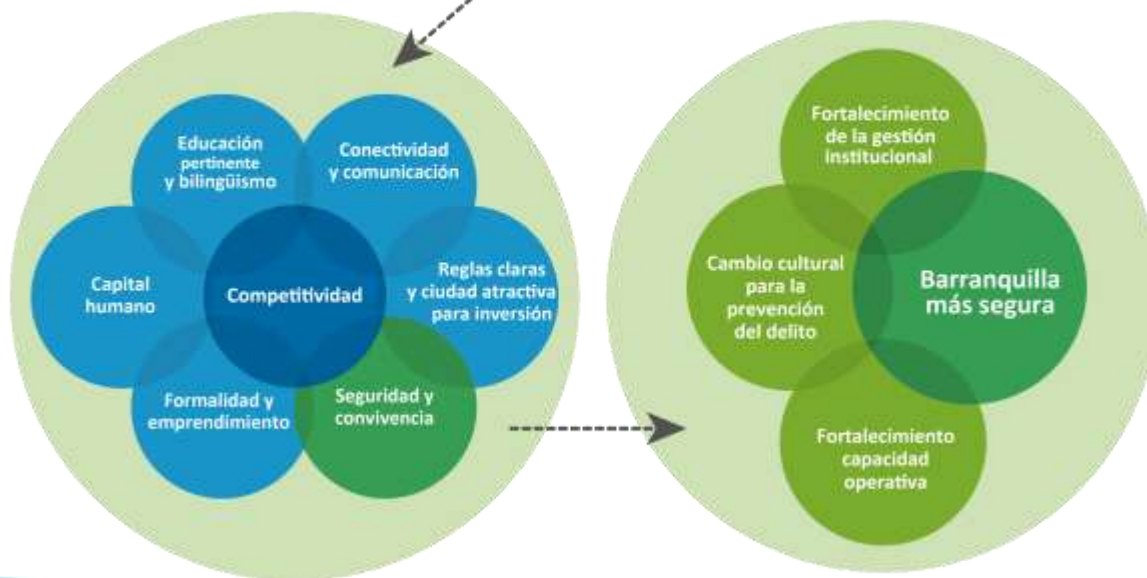 Educación
pertinente
y bilingüismo
Conectividad
y comunicación
Capital
humano
Competitividad
Reglas claras
y ciudad atractiva
para inversión
Formalidad y
emprendimiento
Seguridad y
convivencia
Fortalecimiento
de la gestión
institucional
Cambio cultural
para la
prevención
del delito
Barranquilla
más segura
Fortalecimiento
capacidad
operativa